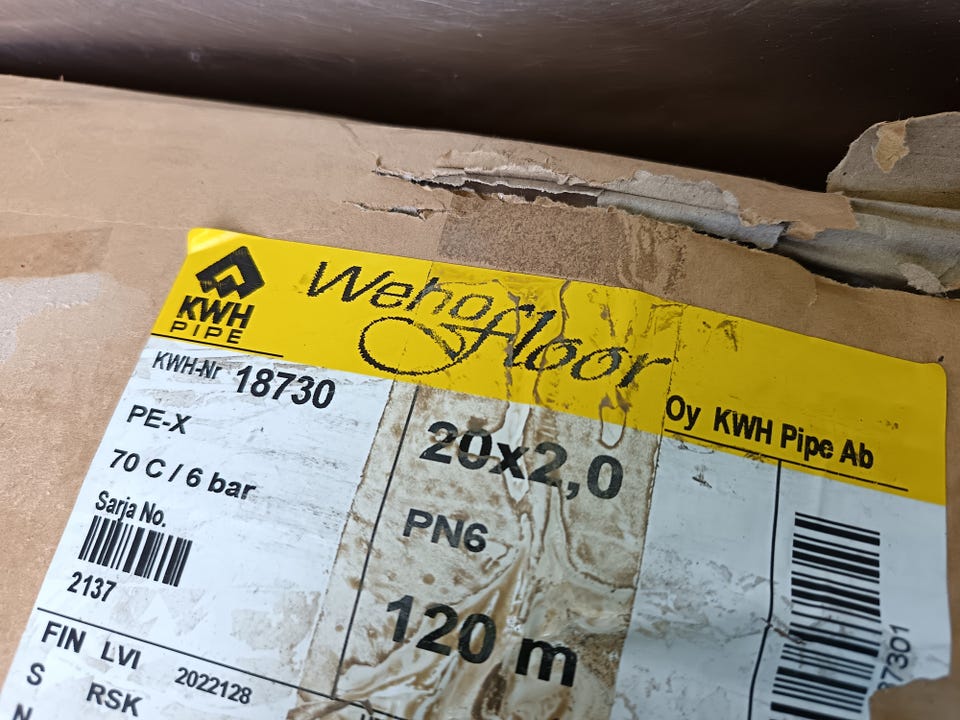 KWH
PIPE
Wehofloor
Oy KWH Pipe Ab
KWH-Nr 18730
PE-X
70 C / 6 bar
Sarja No.
2137
20x2,0
PN6
120 m
FIN LVI 2022128
S RSK
87301